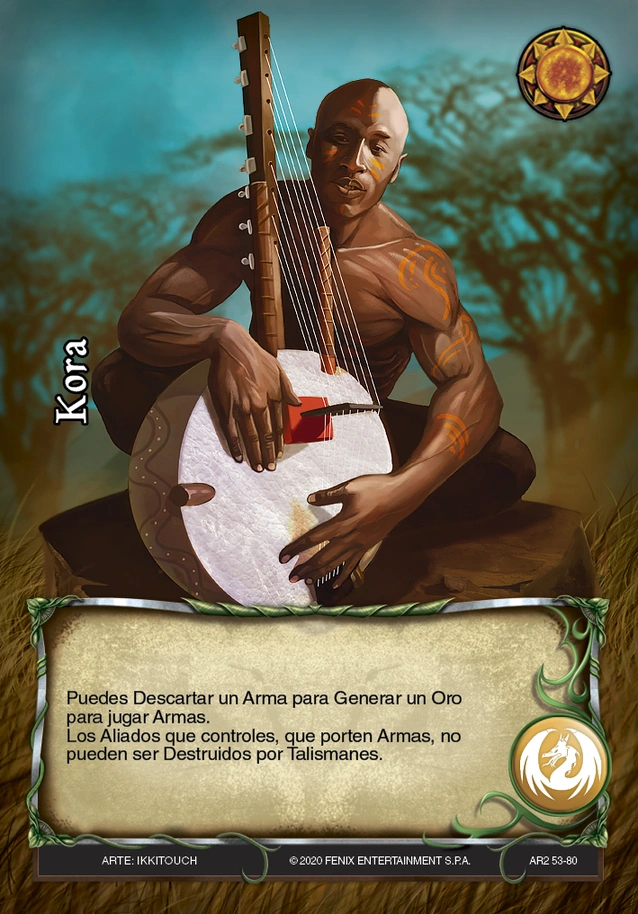 Kora
Puedes Descartar un Arma para Generar un Oro
para jugar Armas.
Los Aliados que controles, que porten Armas, no
pueden ser Destruidos por Talismanes.
ARTE: IKKITOUCH © 2020 FENIX ENTERTAINMENT S.P.A. AR2 53-80